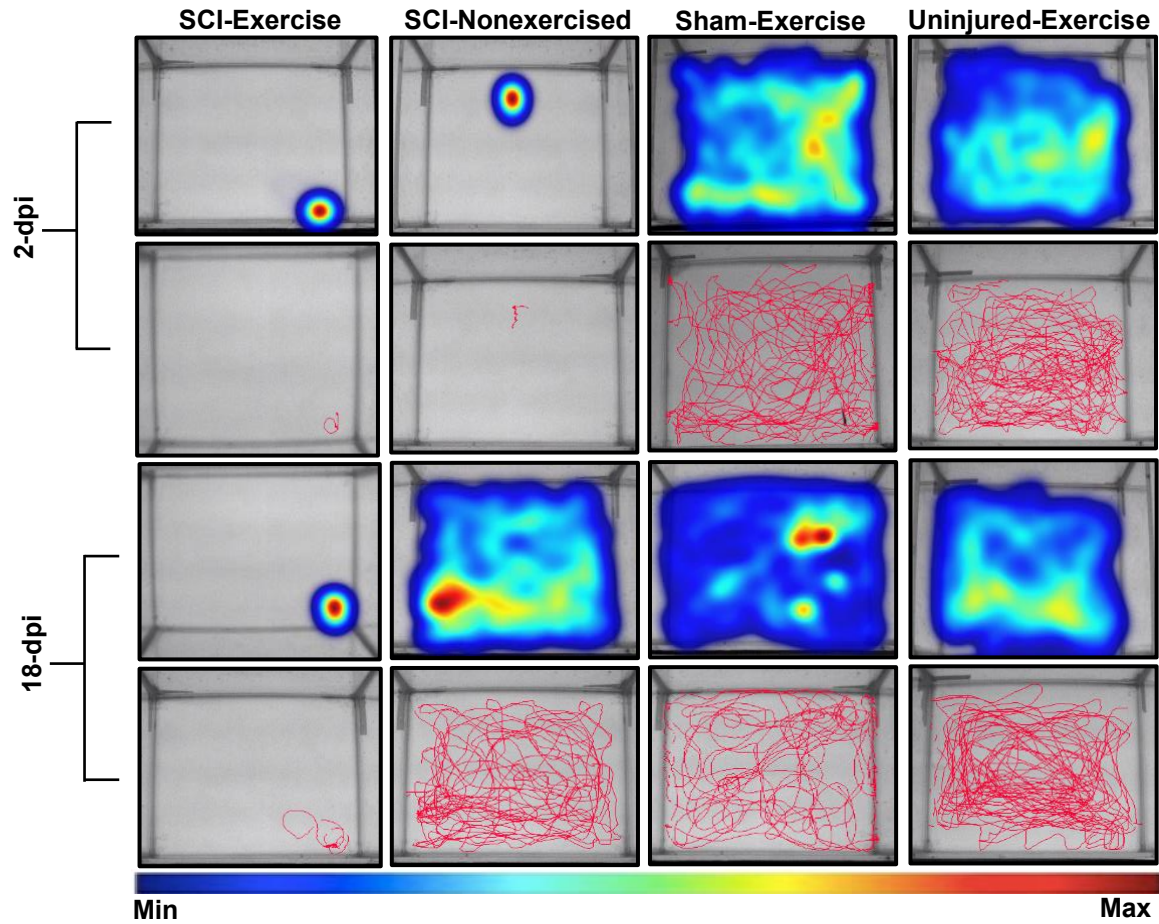 SCI-Exercise
SCI-Nonexercised
Sham-Exercise
Uninjured-Exercise
2-dpi
18-dpi
Min
Max